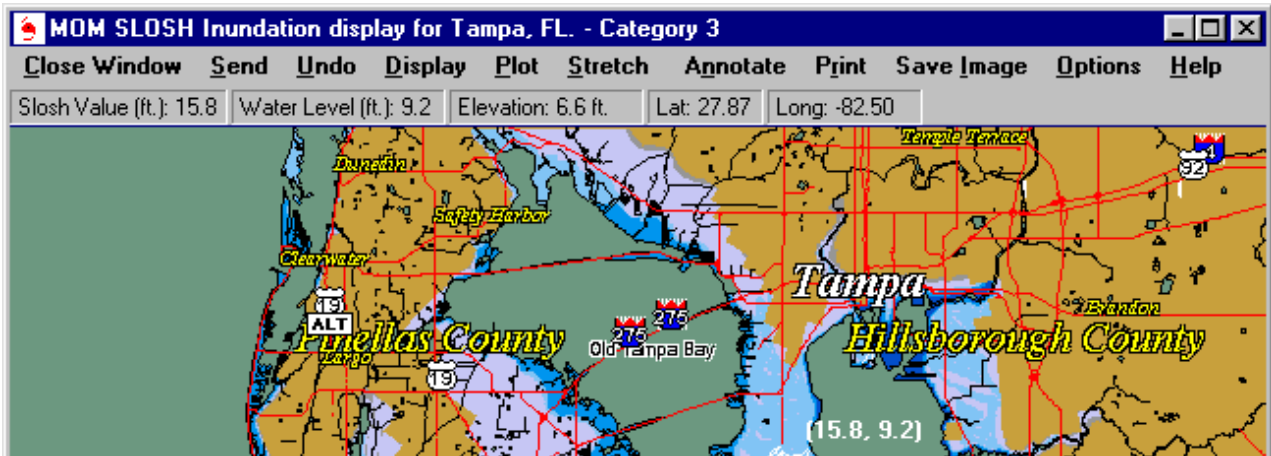 MOM SLOSH Inundation display for Tampa, FL. - Category 3
Close Window Send Undo Display Plot Stretch Annotate Print Save Image Options Help
Slosh Value (ft.): 15.8 Water Level (ft.): 9.2 Elevation: 6.6 ft. Lat: 27.87 Long: -82.50
Dunedin
Temple Terrace
4
92
Safety Harbor
Clearwater
Tampa
19
ALT
275
275
Brandon
Pinellas County
Old Tampa Bay
Hillsborough County
Largo
19
(15.8, 9.2)